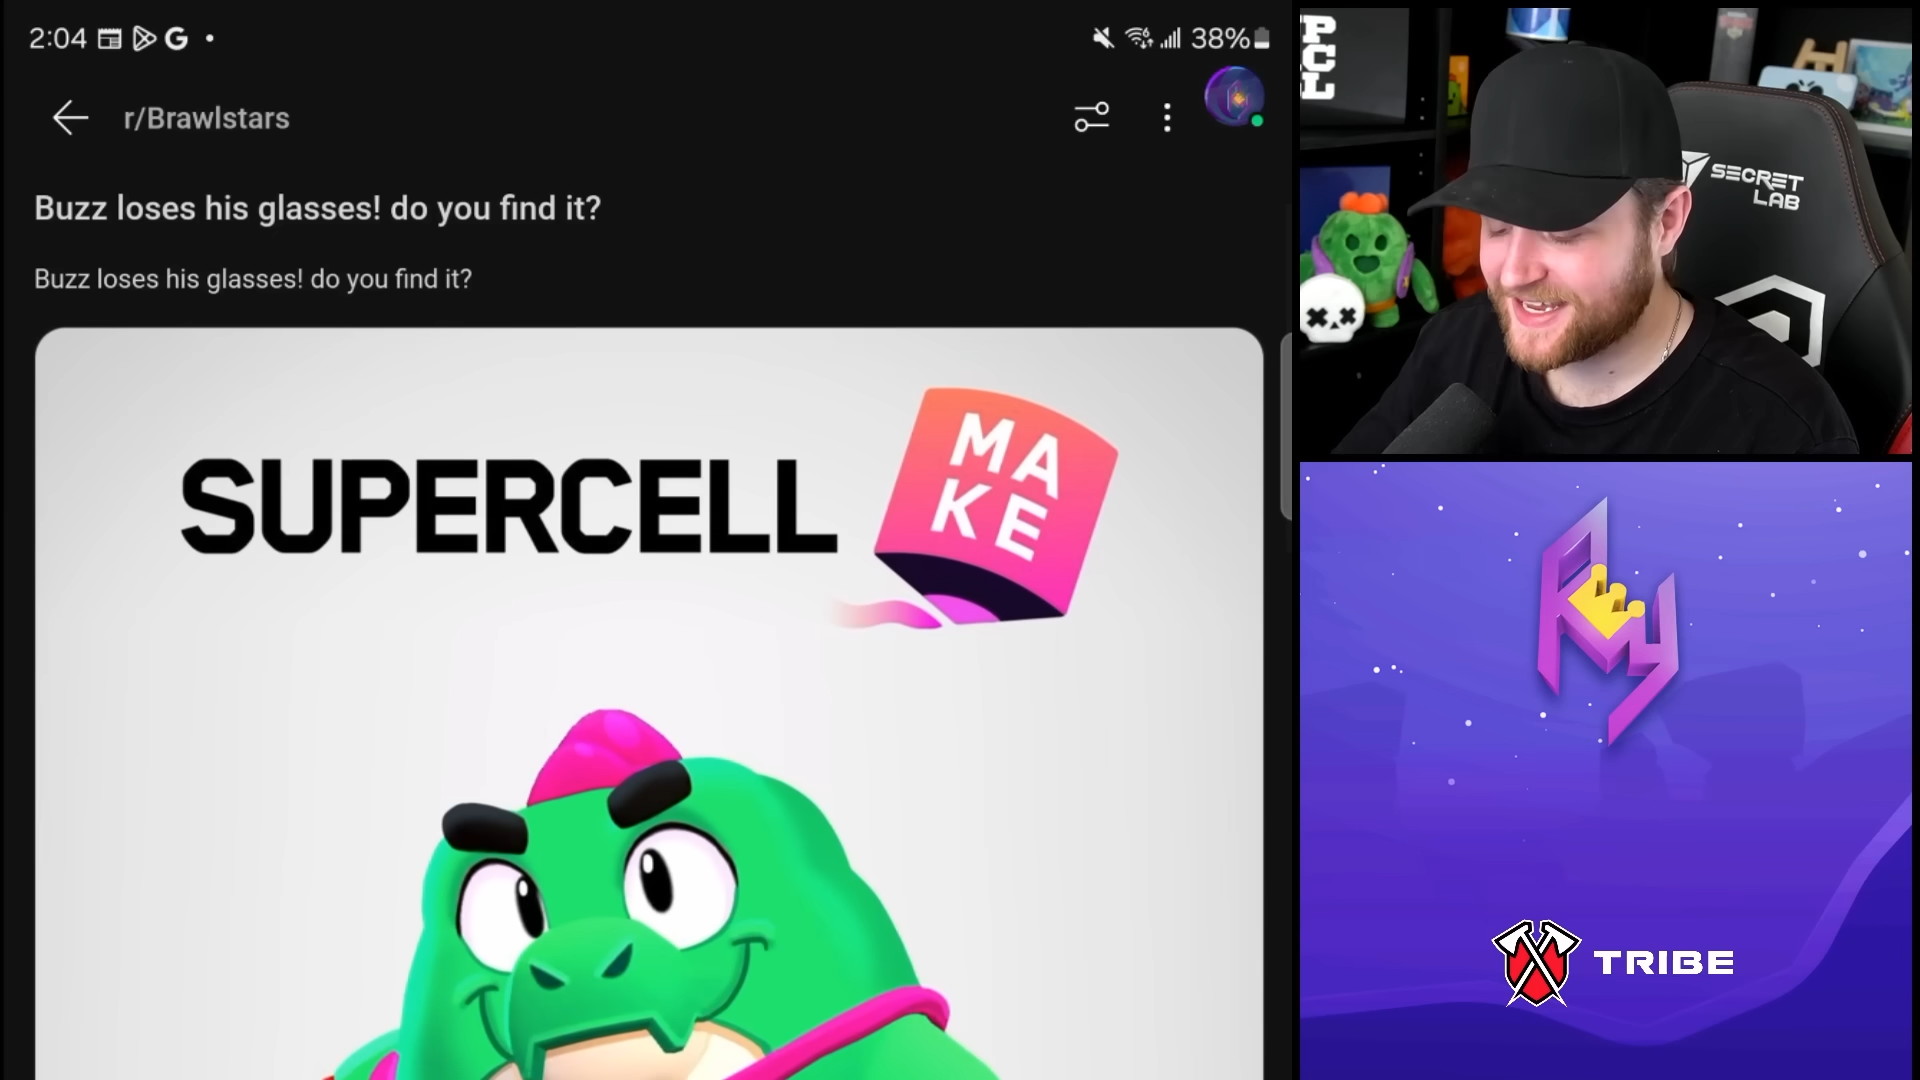 2:04
38%
r/Brawlstars
Buzz loses his glasses! do you find it?
Buzz loses his glasses! do you find it?
SUPERCELL
MA
KE
SECRET
LAB
TRIBE